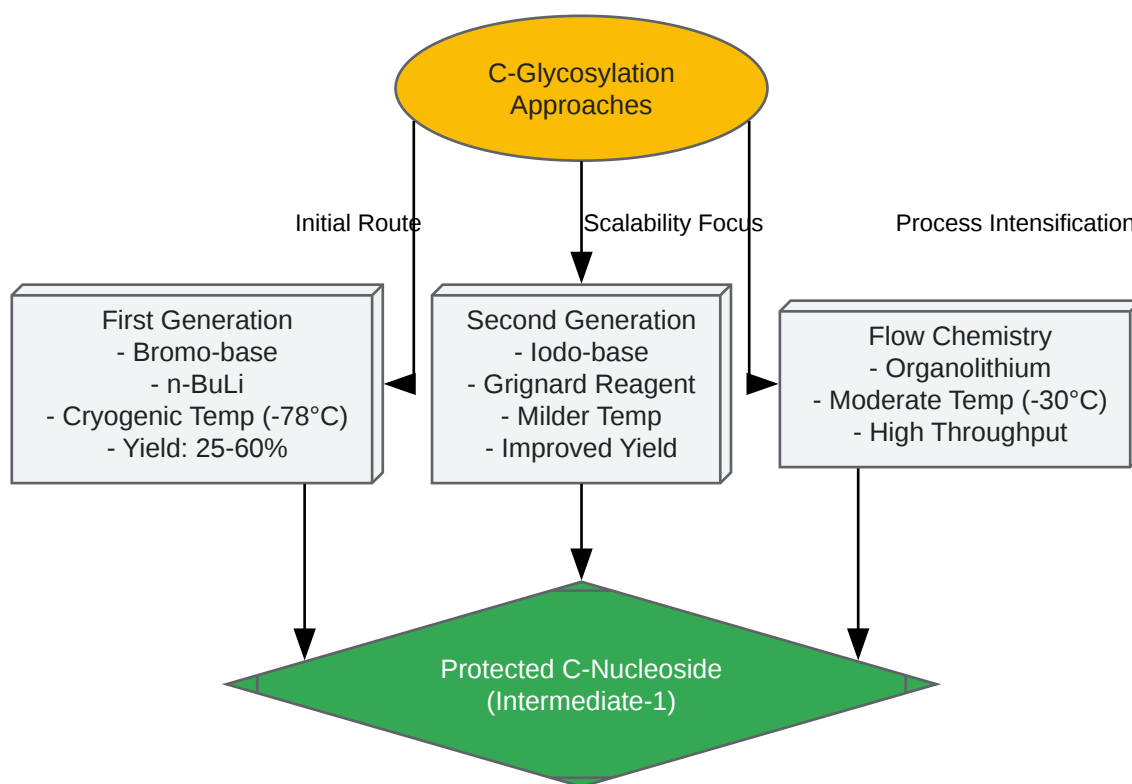 C-Glycosylation
Approaches
Initial Route
Scalability Focus
Process Intensification
First Generation
- Bromo-base
- n-BuLi
- Cryogenic Temp (-78°C)
- Yield: 25-60%
Second Generation
- Iodo-base
- Grignard Reagent
- Milder Temp
- Improved Yield
Flow Chemistry
- Organolithium
- Moderate Temp (-30°C)
- High Throughput
Protected C-Nucleoside
(Intermediate-1)